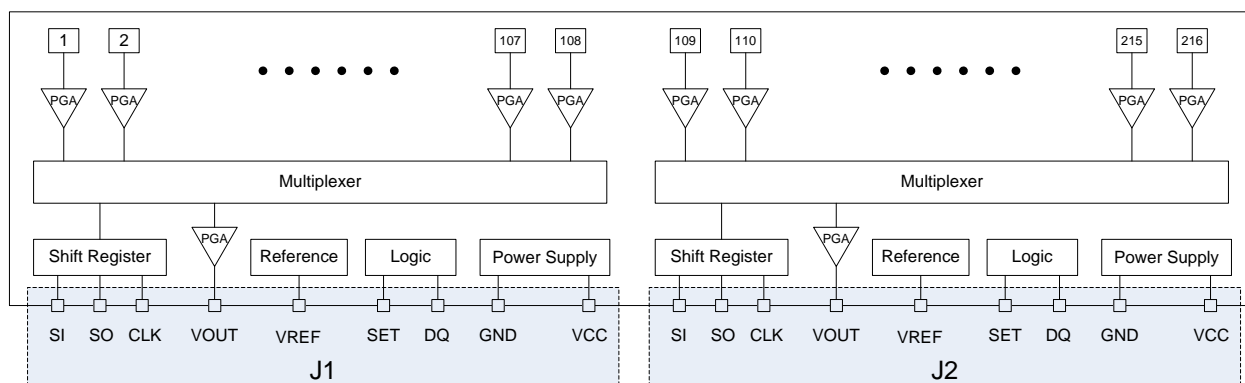 1 2 107 108 109 110 215 216
PGA PGA PGA PGA PGA PGA PGA PGA
Multiplexer Multiplexer
PGA PGA
Shift Register Reference Logic Power Supply Shift Register Reference Logic Power Supply
SI SO CLK VOUT VREF SET DQ GND VCC SI SO CLK VOUT VREF SET DQ GND VCC
J1 J2